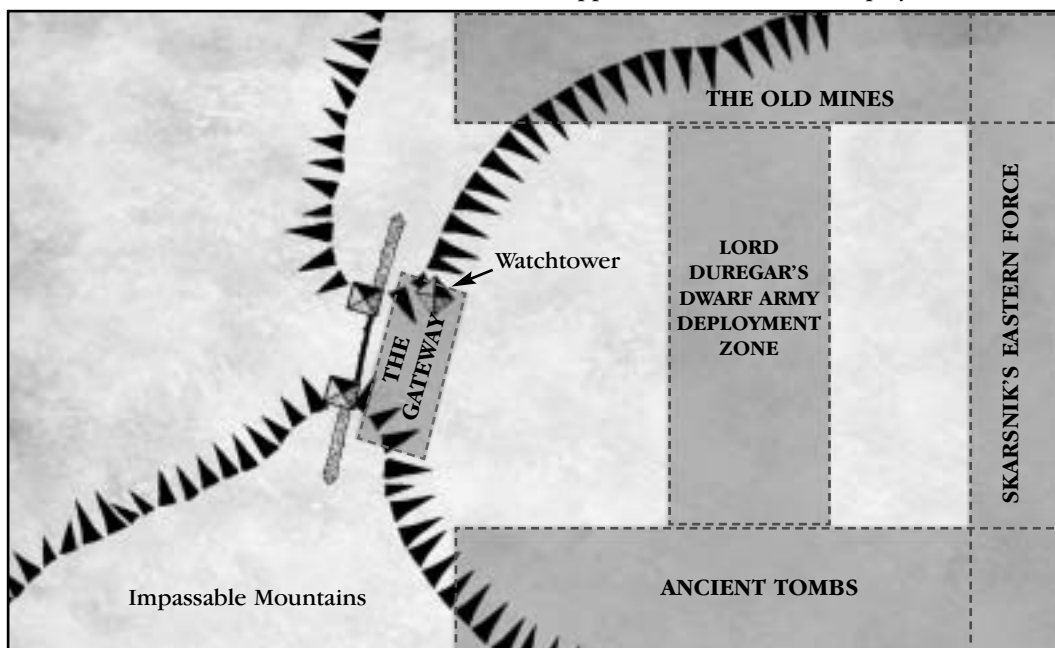 THE OLD MINES
Watchtower
LORD
DUREGAR'S
DWARF ARMY
DEPLOYMENT
ZONE
THE
GATEWAY
SKARSNIK'S EASTERN FORCE
ANCIENT TOMBS
Impassable Mountains